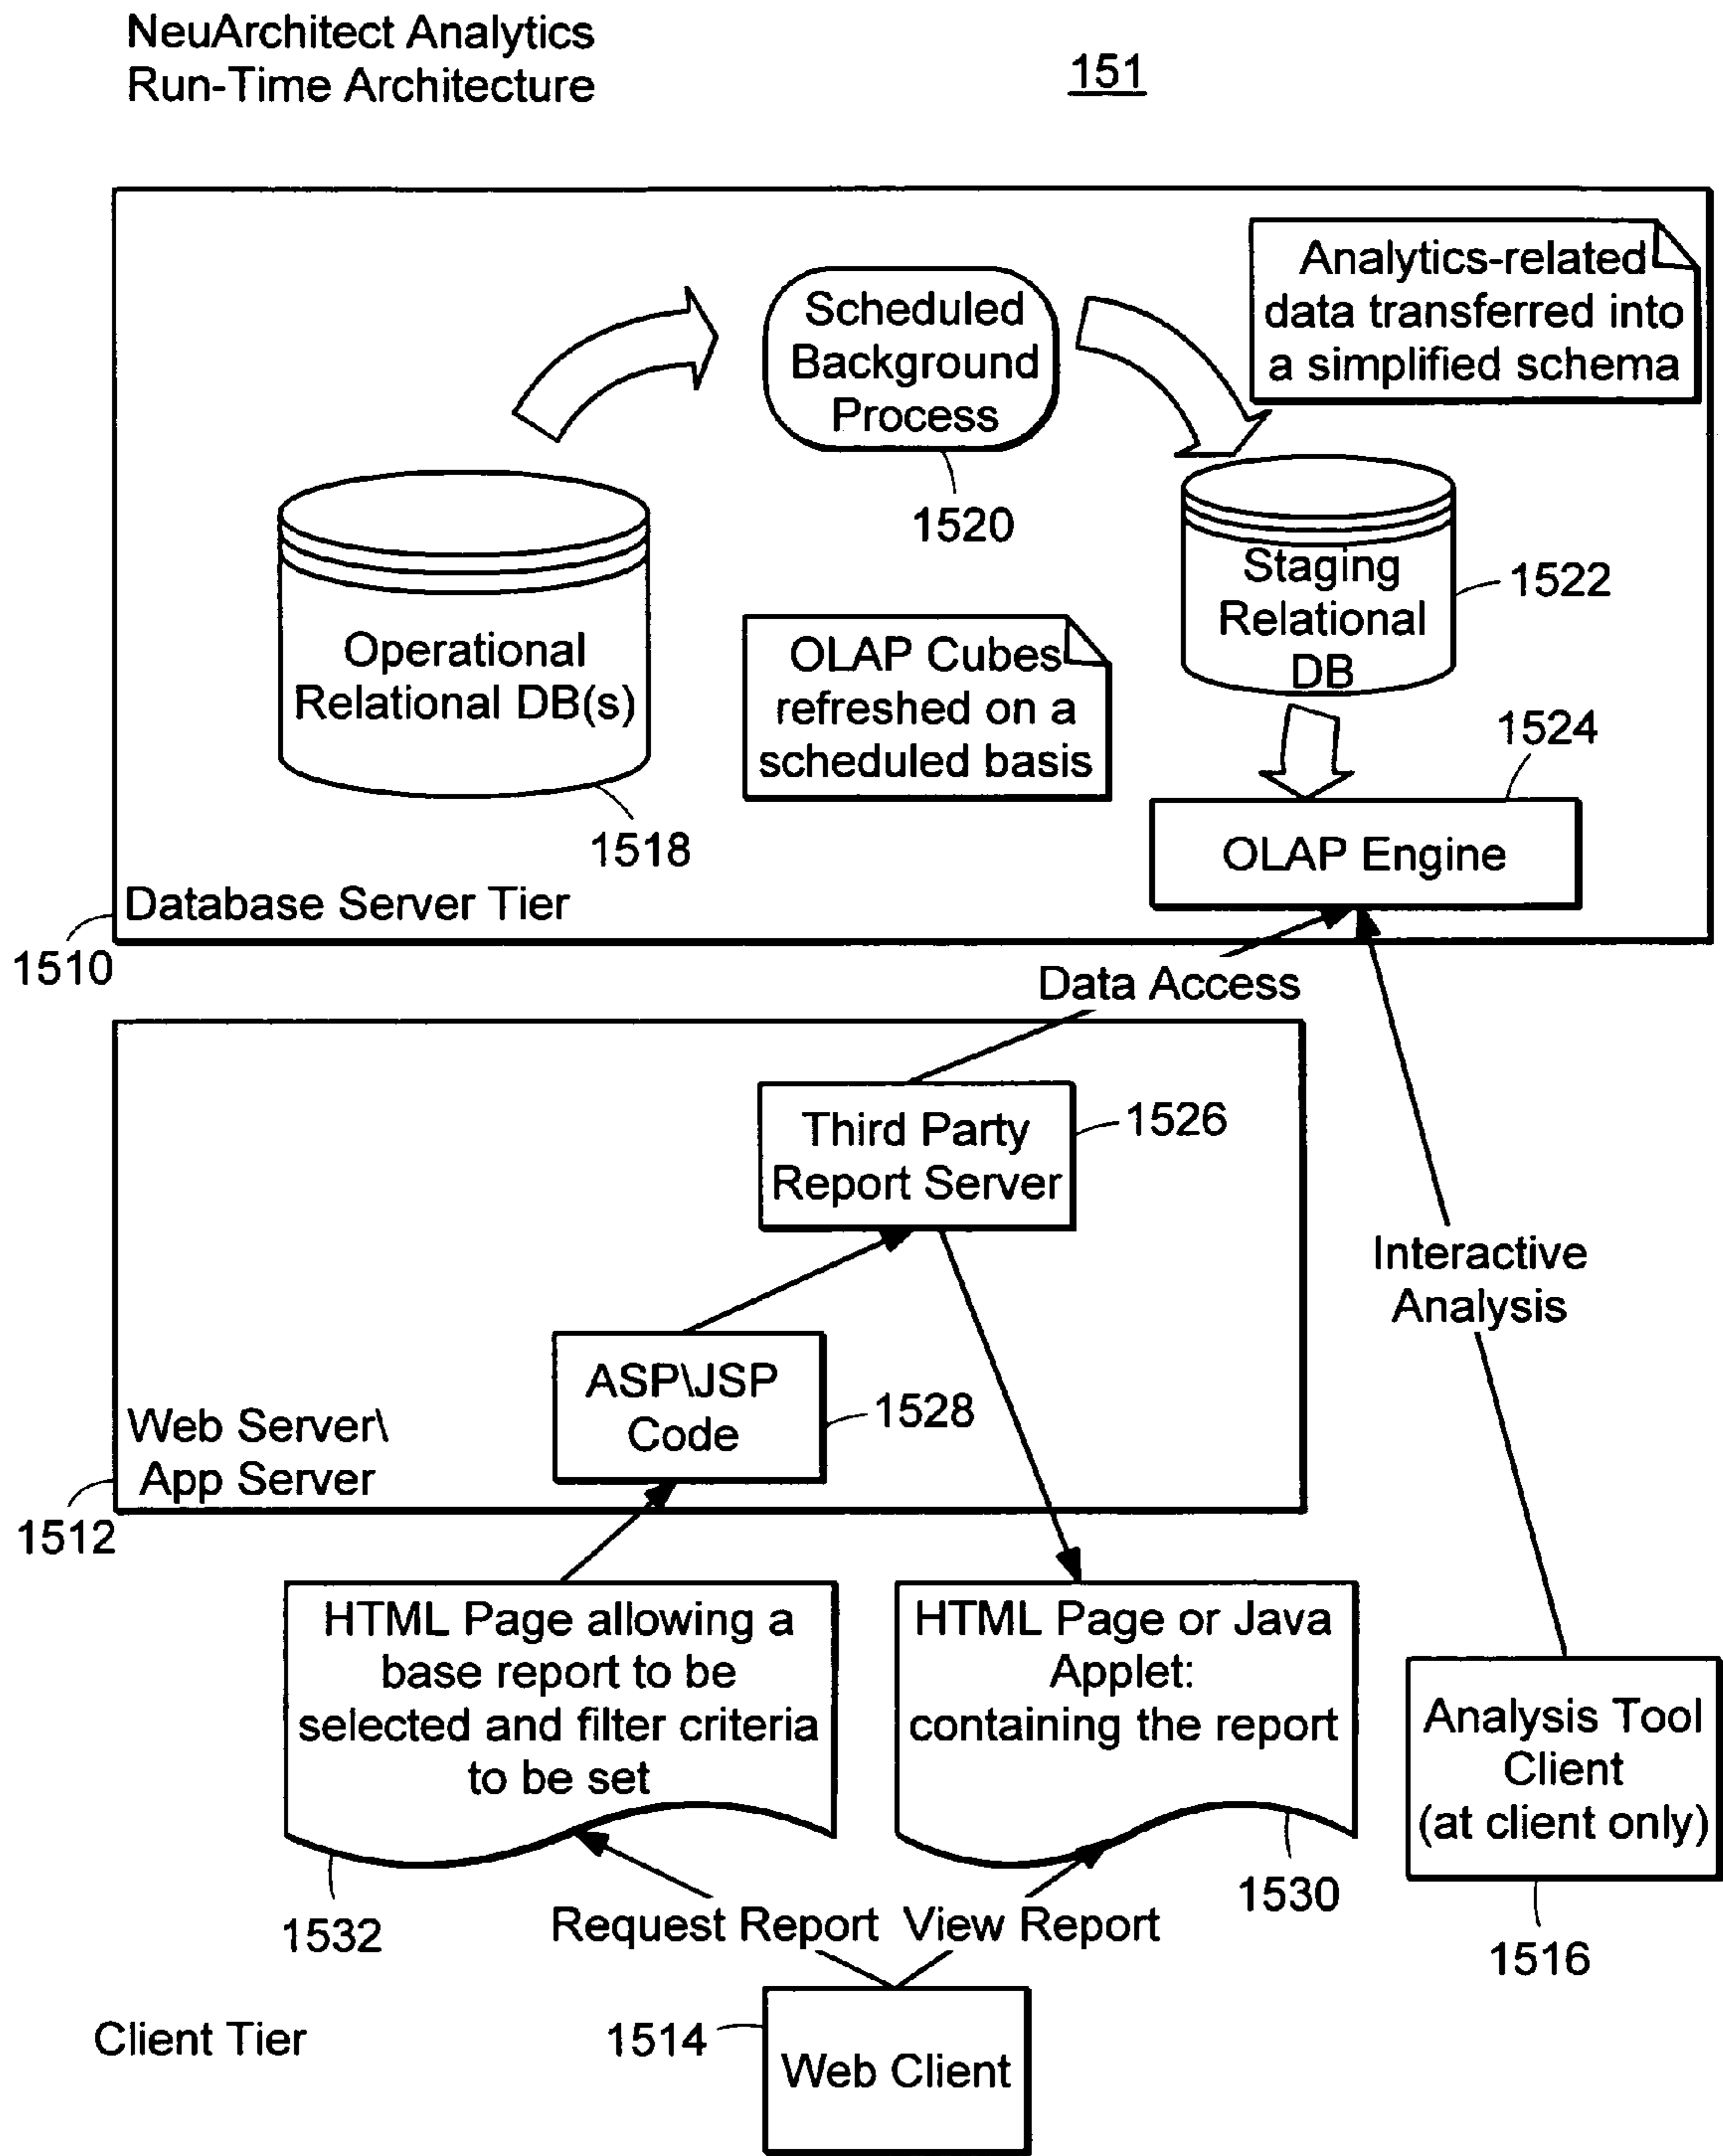 NeuArchitect Analytics
Run-Time Architecture
151
Analytics-related
data transferred into
a simplified schema
Scheduled
Background
Process
1520
Staging
Relational
DB
1522
Operational
Relational DB(s)
1518
OLAP Cubes
refreshed on a
scheduled basis
1524
OLAP Engine
Database Server Tier
1510
Data Access
Third Party
Report Server
1526
Interactive
Analysis
ASP\JSP
Code
1528
Web Server\
App Server
1512
HTML Page allowing a
base report to be
selected and filter criteria
to be set
1532
HTML Page or Java
Applet:
containing the report
1530
Analysis Tool
Client
(at client only)
1516
Request Report
View Report
Client Tier
1514
Web Client